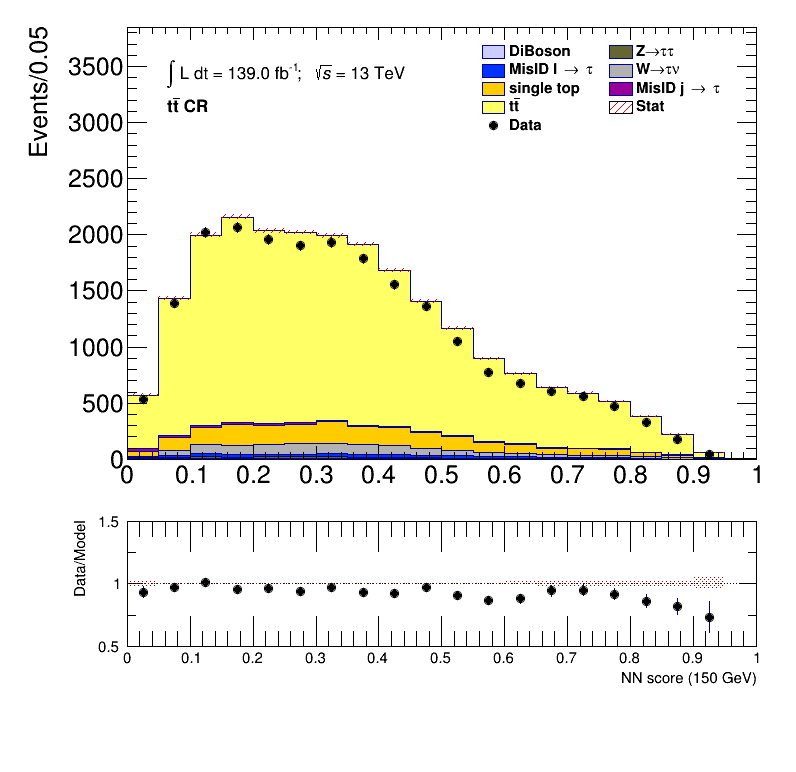 Events/0.05
3500
3000
2500
2000
1500
1000
500
0
∫ L dt = 139.0 fb⁻¹; √s = 13 TeV
tt̄ CR
DiBoson
Z→ττ
MisID l → τ
W→τν
single top
MisID j → τ
tt̄
Stat
Data
0 0.1 0.2 0.3 0.4 0.5 0.6 0.7 0.8 0.9 1
Data/Model
1.5
1
0.5
0 0.1 0.2 0.3 0.4 0.5 0.6 0.7 0.8 0.9 1
NN score (150 GeV)